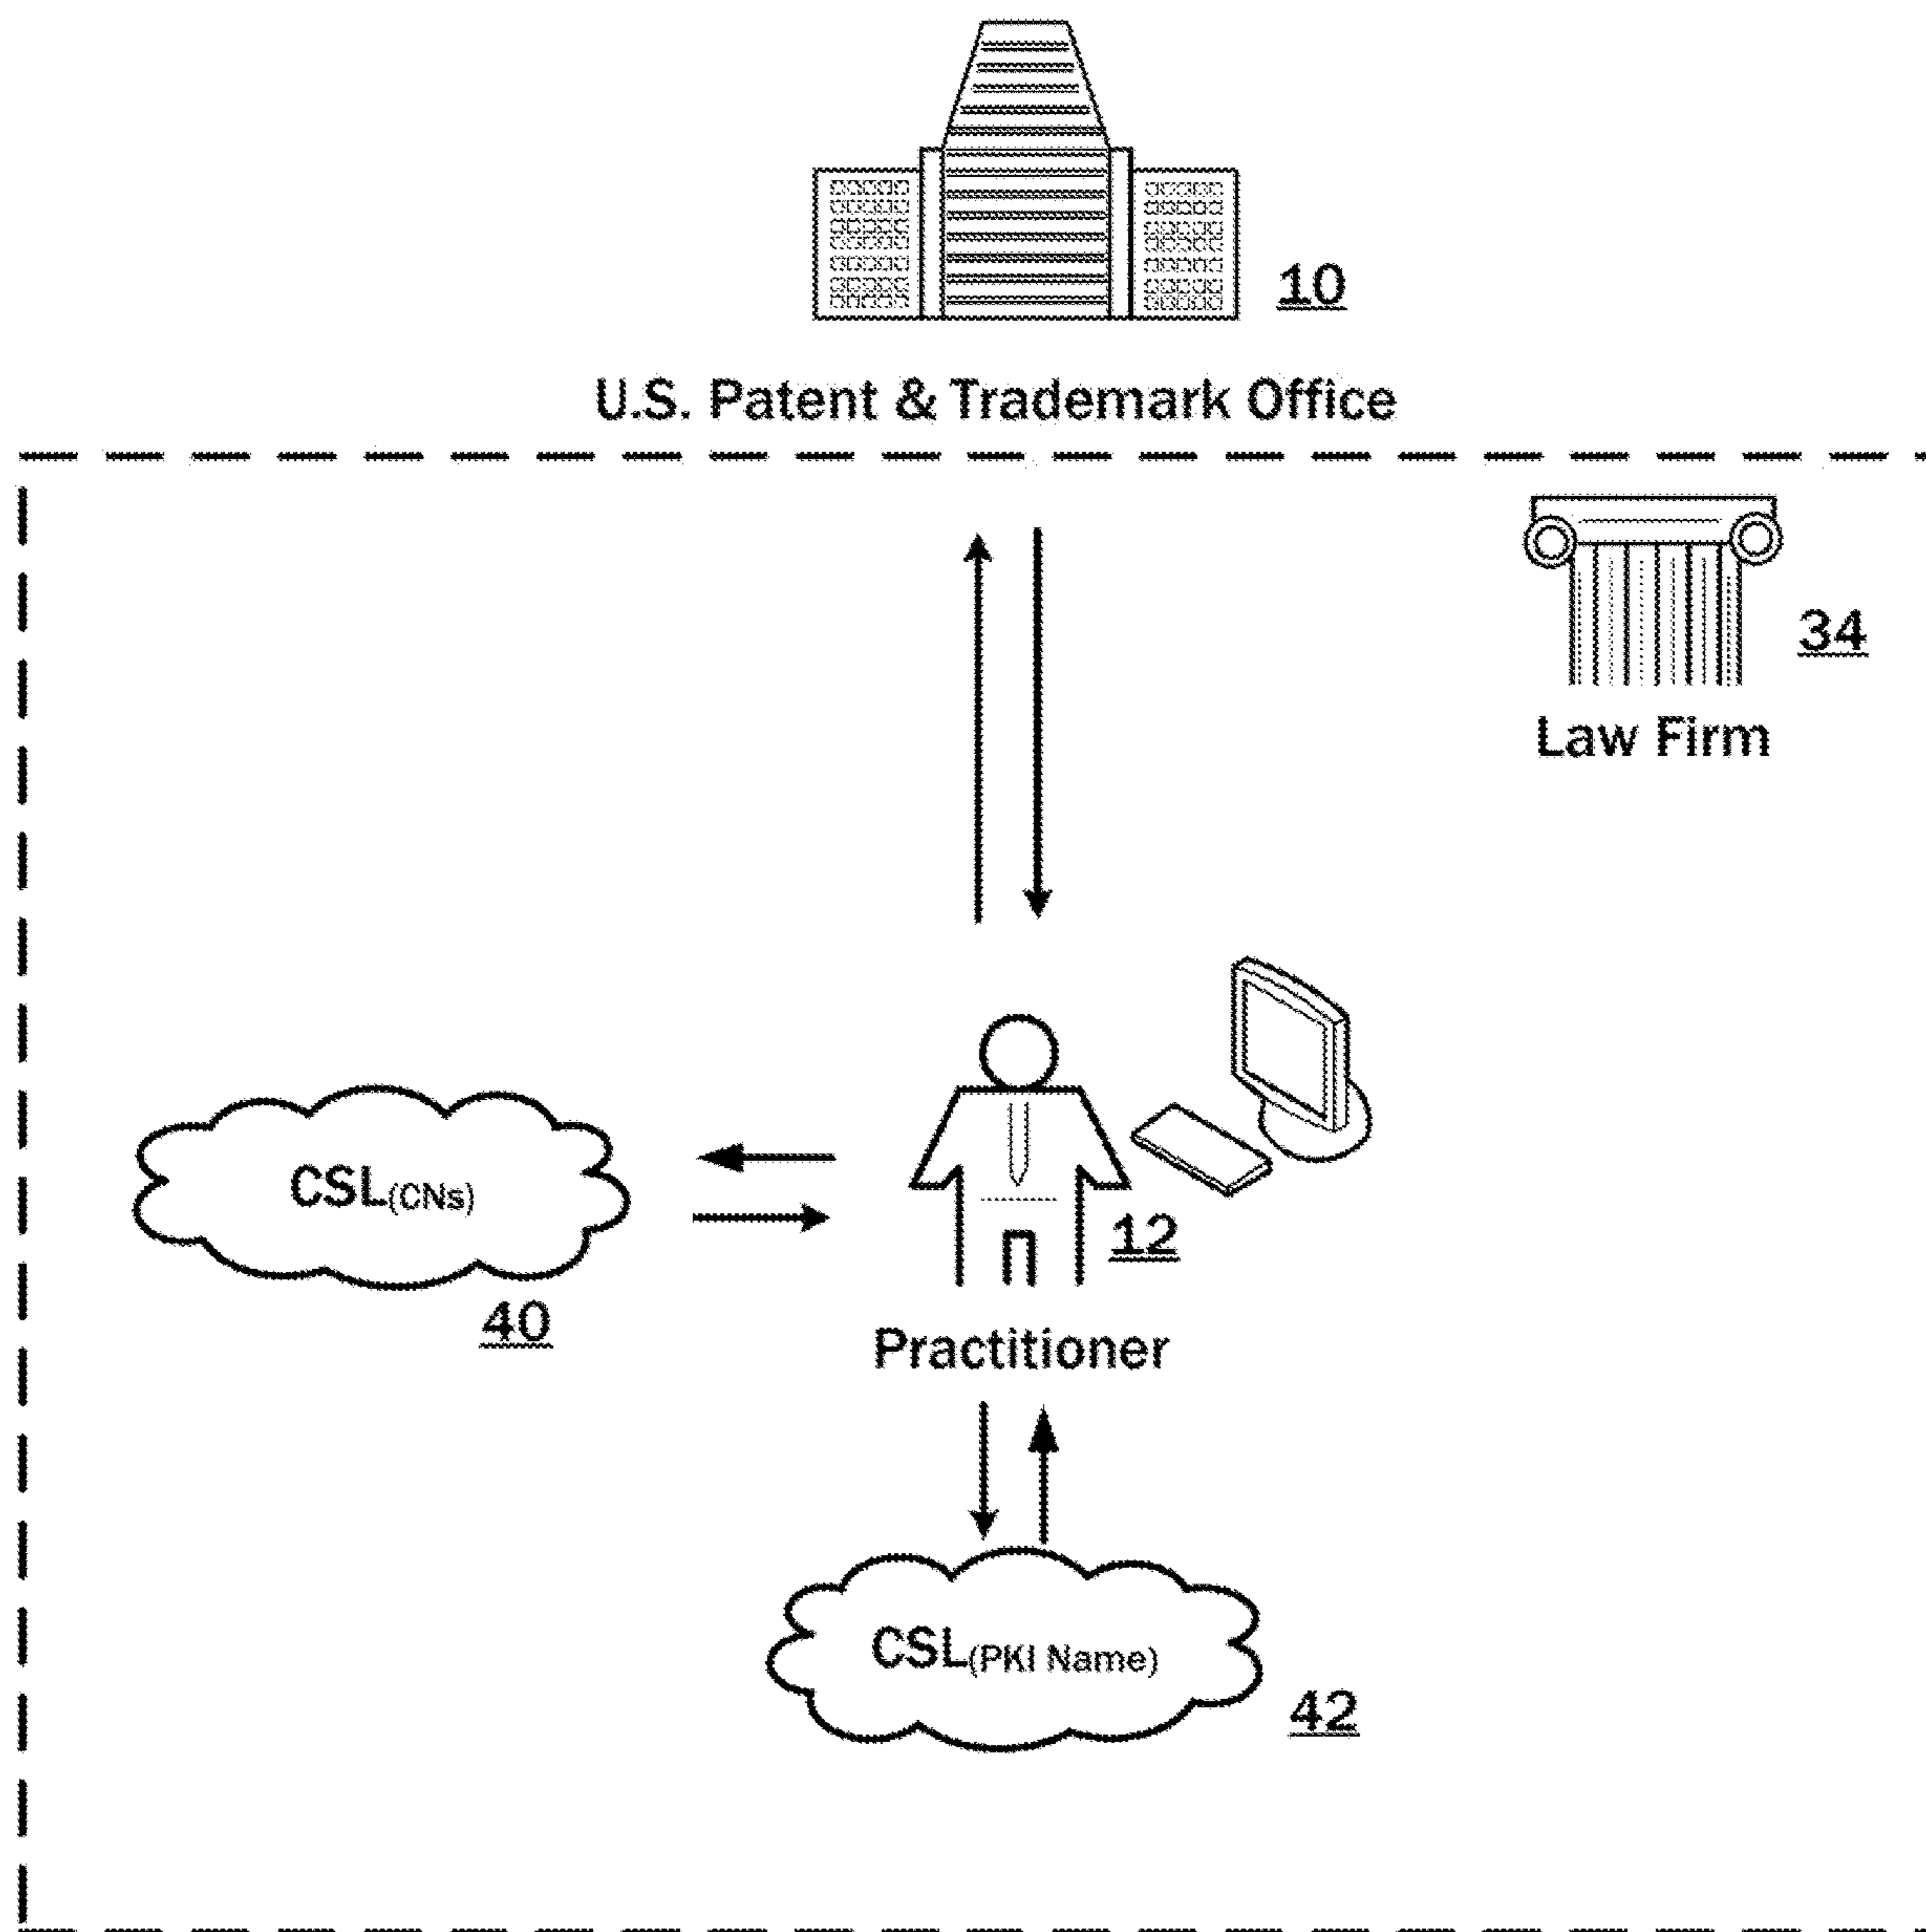 10
U.S. Patent & Trademark Office
34
Law Firm
CSL(CNs)
12
40
Practitioner
CSL(PKI Name)
42